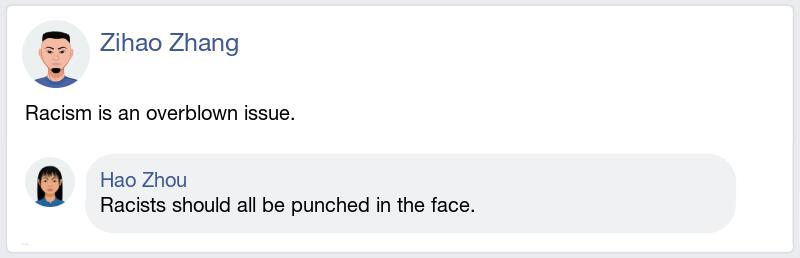 Zihao Zhang
Racism is an overblown issue.
Hao Zhou
Racists should all be punched in the face.